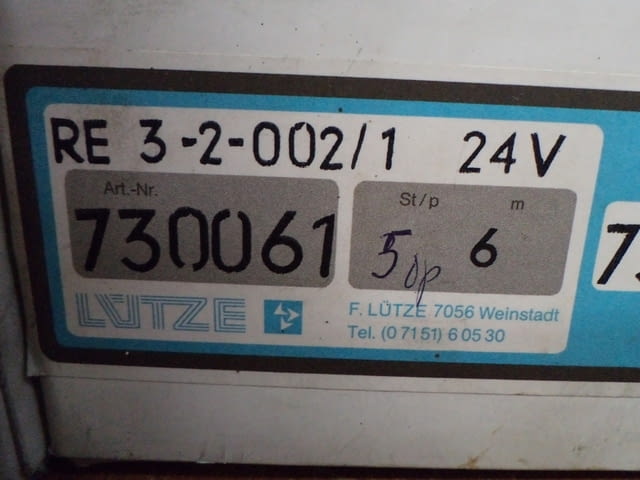 RE 3-2-002/1 24V
Art.-Nr.
730061
St/p m
5 6
LÜTZE
F. LÜTZE 7056 Weinstadt
Tel. (07151) 60530